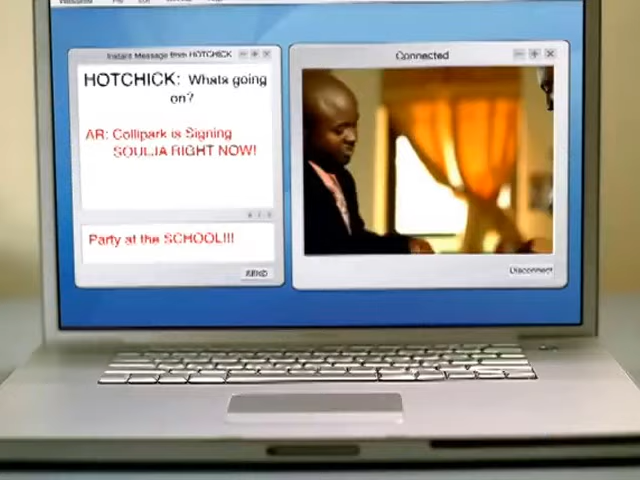 Instant Message from HOTCHICK
HOTCHICK: Whats going
on?
AR: Collipark is Signing
SOULJA RIGHT NOW!
Party at the SCHOOL!!!
SEND
Connected
Disconnect